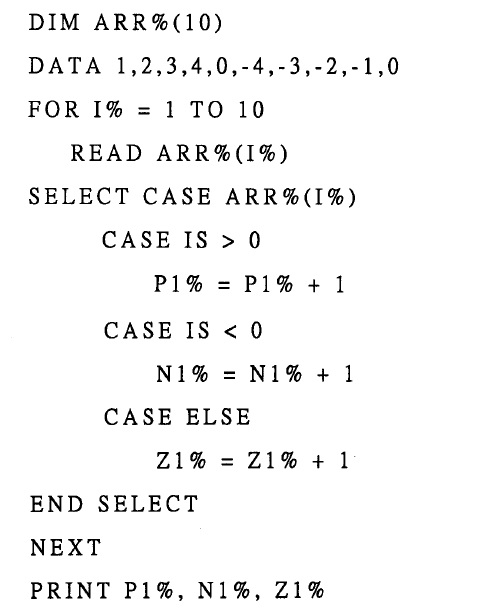 DIM ARR%(10)
DATA 1,2,3,4,0,-4,-3,-2,-1,0
FOR I% = 1 TO 10
READ ARR%(I%)
SELECT CASE ARR%(I%)
CASE IS > 0
P1% = P1% + 1
CASE IS < 0
N1% = N1% + 1
CASE ELSE
Z1% = Z1% + 1
END SELECT
NEXT
PRINT P1%, N1%, Z1%